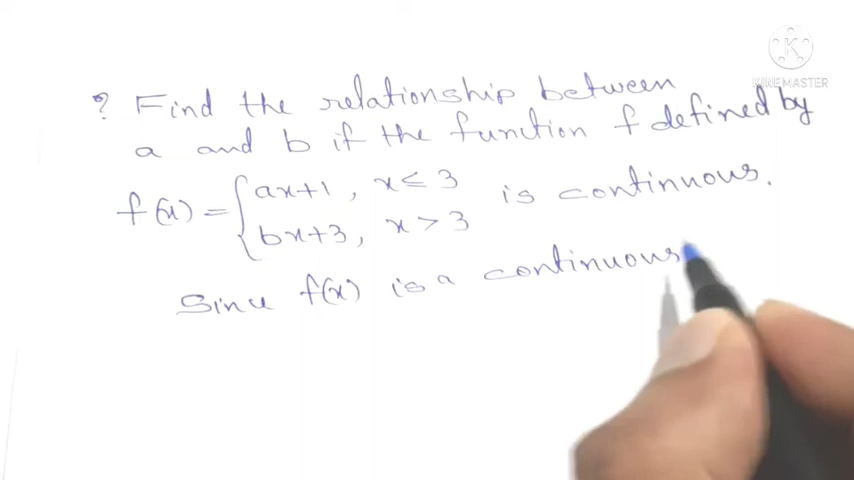 K
KINEMASTER
? Find the relationship between
a and b if the function f defined by
f(x) = { ax+1, x ≤ 3
bx+3, x > 3 is continuous.
Since f(x) is a continuous